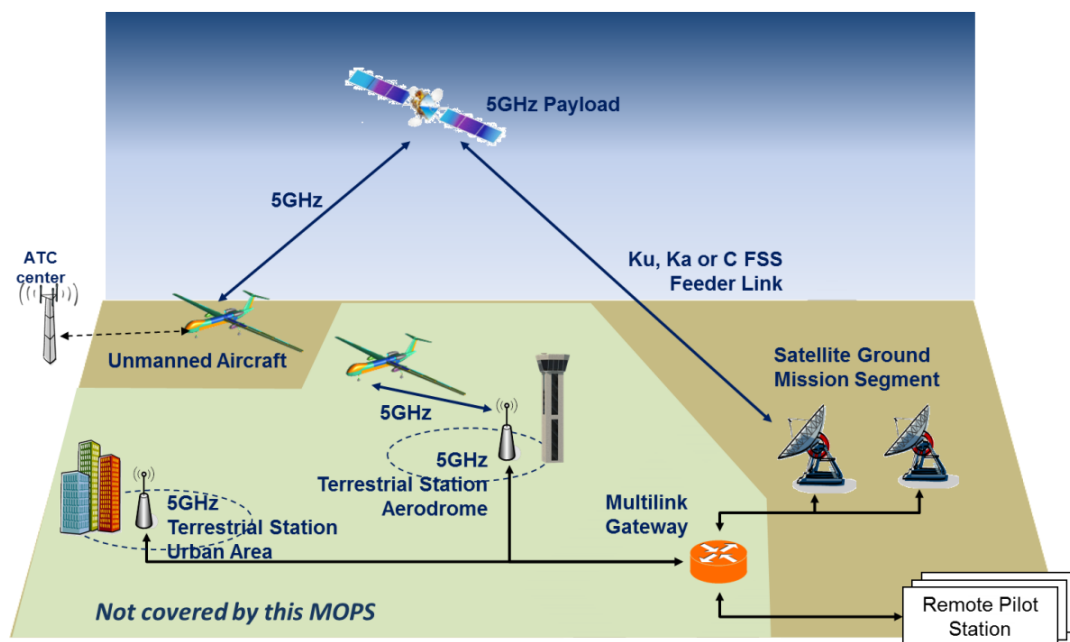 5GHz Payload
5GHz
ATC
center
Ku, Ka or C FSS
Feeder Link
Unmanned Aircraft
Satellite Ground
Mission Segment
5GHz
5GHz
Terrestrial Station
Aerodrome
5GHz
Terrestrial Station
Urban Area
Multilink
Gateway
Not covered by this MOPS
Remote Pilot
Station